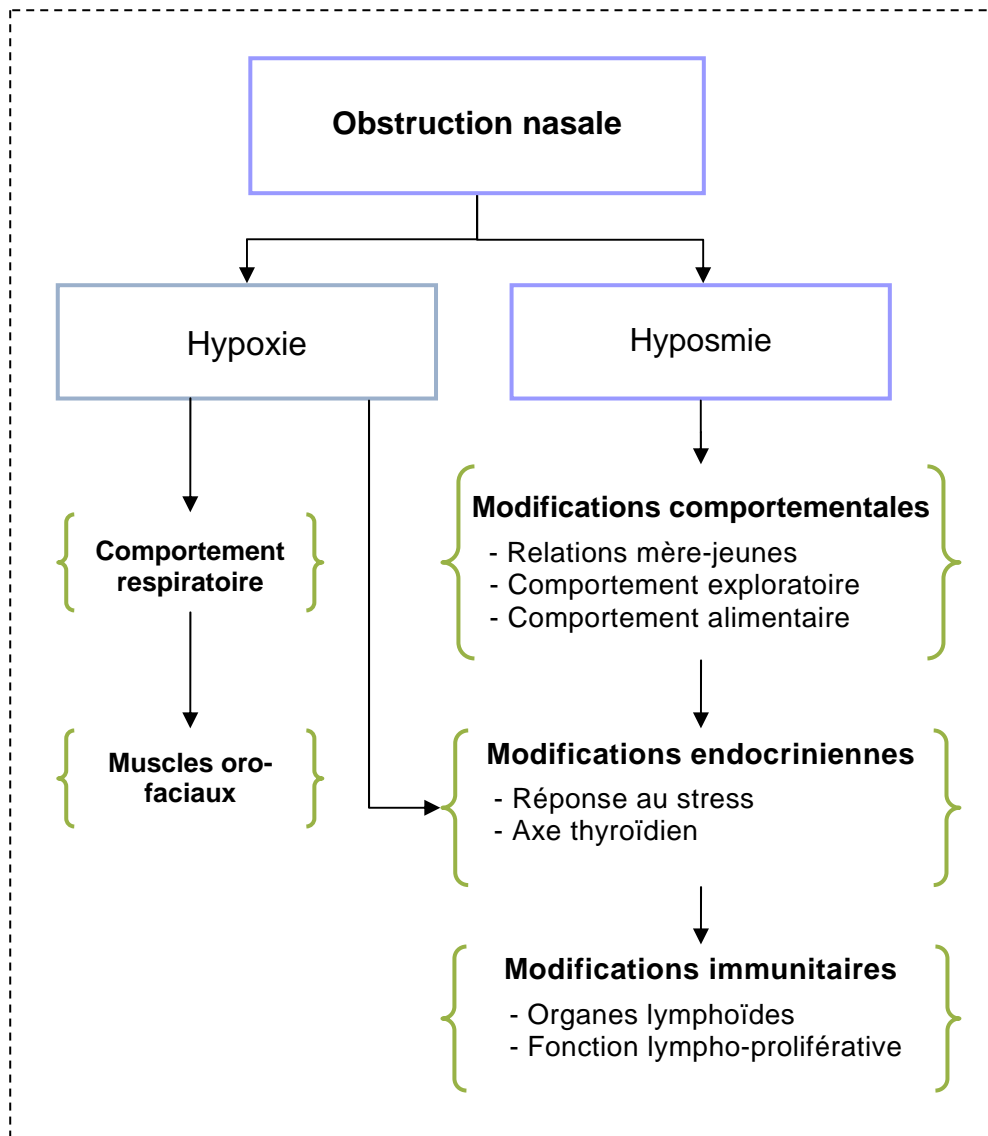 Obstruction nasale
Hypoxie
Hyposmie
Comportement
respiratoire
Muscles oro-
faciaux
Modifications comportementales
- Relations mère-jeunes
- Comportement exploratoire
- Comportement alimentaire
Modifications endocriniennes
- Réponse au stress
- Axe thyroïdien
Modifications immunitaires
- Organes lymphoïdes
- Fonction lympho-proliférative